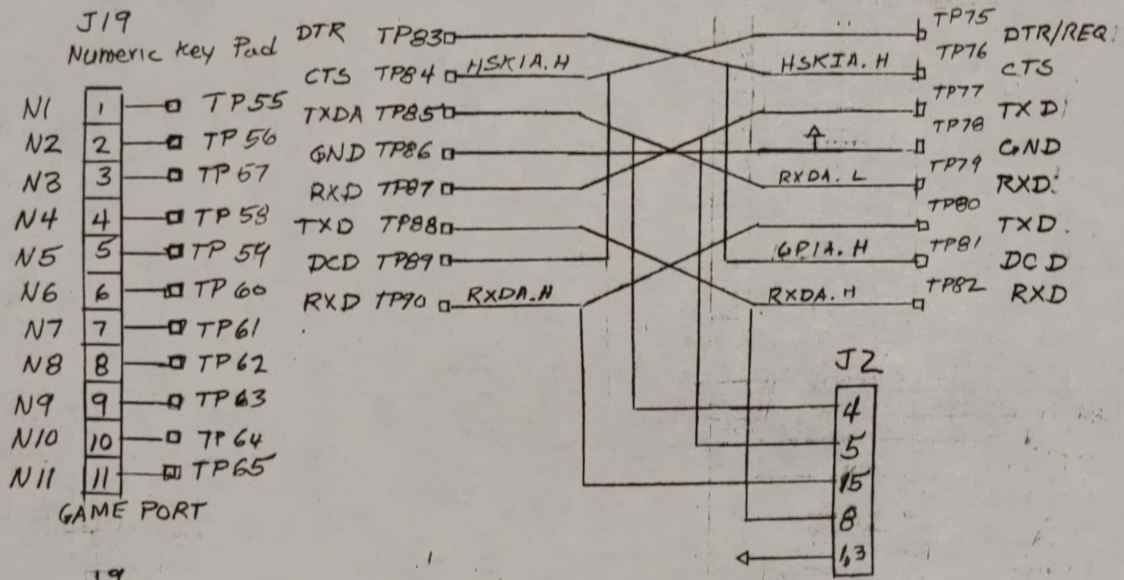 J19
Numeric Key Pad
N1 1 TP55
N2 2 TP56
N3 3 TP57
N4 4 TP58
N5 5 TP59
N6 6 TP60
N7 7 TP61
N8 8 TP62
N9 9 TP63
N10 10 TP64
N11 11 TP65
GAME PORT
J9
DTR TP83
CTS TP84 HSKIA.H
TXDA TP85
GND TP86
RXD TP87
TXD TP88
DCD TP89
RXD TP90 RXDA.H
TP75 DTR/REQ.
HSKIA.H TP76 CTS
TP77 TXD
TP78 GND
RXDA.L TP79 RXD.
TP80 TXD.
GPIA.H TP81 DCD
RXDA.H TP82 RXD
J2
4
5
15
8
1,3